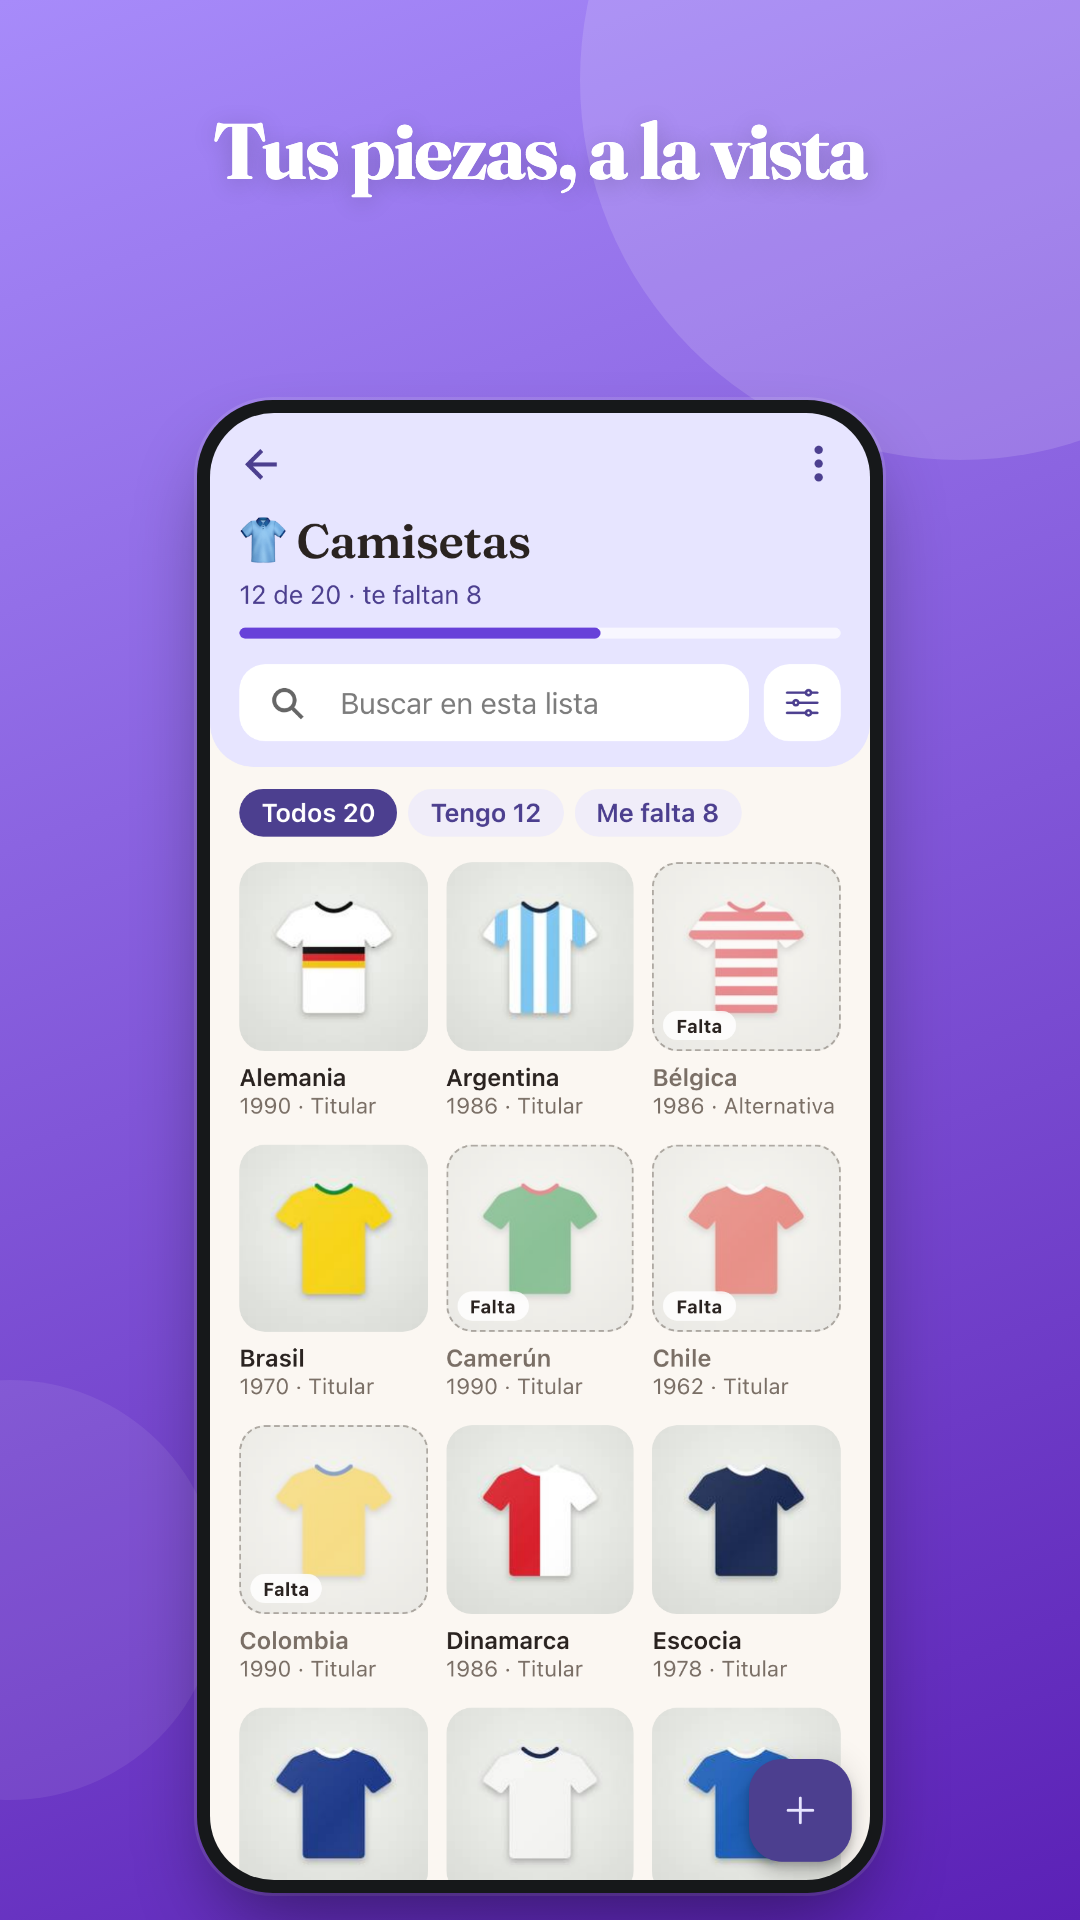 Tus piezas, a la vista
Camisetas
12 de 20 · te faltan 8
Buscar en esta lista
Todos 20 Tengo 12 Me falta 8
Falta
Alemania Argentina Bélgica
1990 · Titular 1986 · Titular 1986 · Alternativa
Falta Falta
Brasil Camerún Chile
1970 · Titular 1990 · Titular 1962 · Titular
Falta
Colombia Dinamarca Escocia
1990 · Titular 1986 · Titular 1978 · Titular